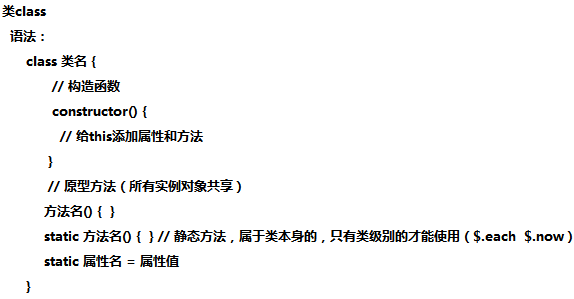 类class
语法：
class 类名 {
// 构造函数
constructor() {
// 给this添加属性和方法
}
// 原型方法（所有实例对象共享）
方法名() { }
static 方法名() { } // 静态方法，属于类本身的，只有类级别的才能使用（$.each $.now）
static 属性名 = 属性值
}